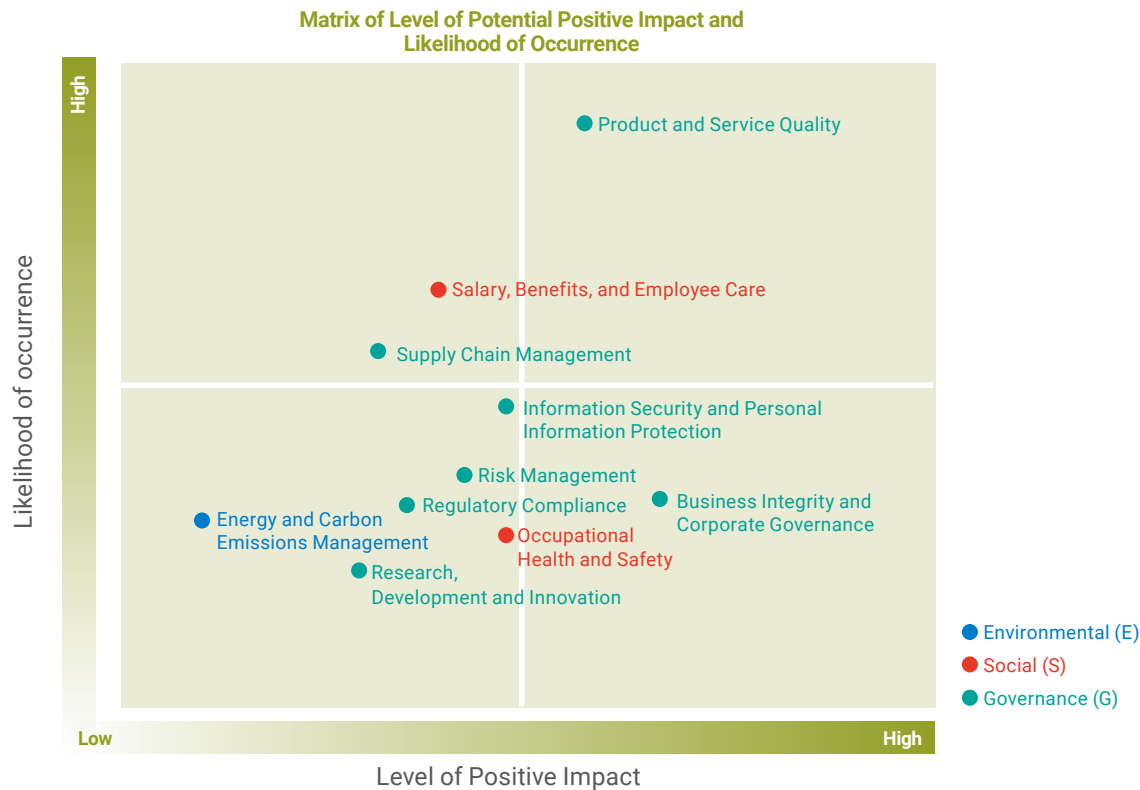 Matrix of Level of Potential Positive Impact and
Likelihood of Occurrence
High
Likelihood of occurrence
Product and Service Quality
Salary, Benefits, and Employee Care
Supply Chain Management
Information Security and Personal
Information Protection
Risk Management
Regulatory Compliance
Business Integrity and
Corporate Governance
Energy and Carbon
Emissions Management
Occupational
Health and Safety
Research,
Development and Innovation
Environmental (E)
Social (S)
Governance (G)
Low
High
Level of Positive Impact